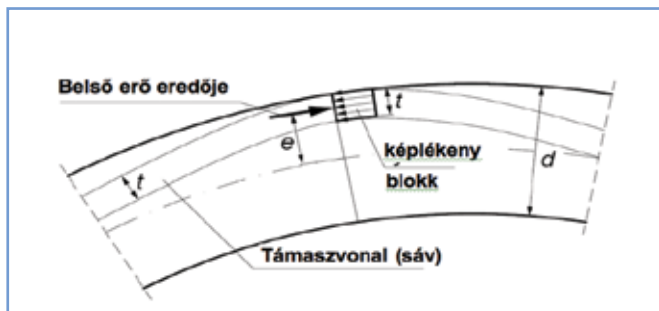 Belső erő eredője
t
e
képlékeny
blokk
d
t
Támaszvonal (sáv)